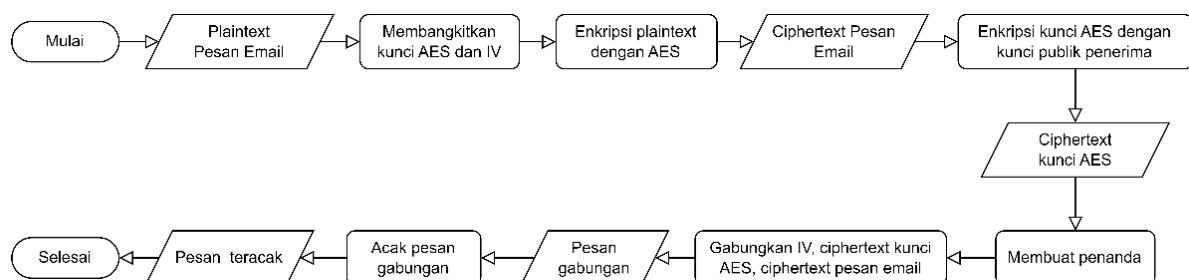 Mulai
Plaintext
Pesan Email
Membangkitkan
kunci AES dan IV
Enkripsi plaintext
dengan AES
Ciphertext Pesan
Email
Enkripsi kunci AES dengan
kunci publik penerima
Ciphertext
kunci AES
Membuat penanda
Gabungkan IV, ciphertext kunci
AES, ciphertext pesan email
Pesan
gabungan
Acak pesan
gabungan
Pesan teracak
Selesai